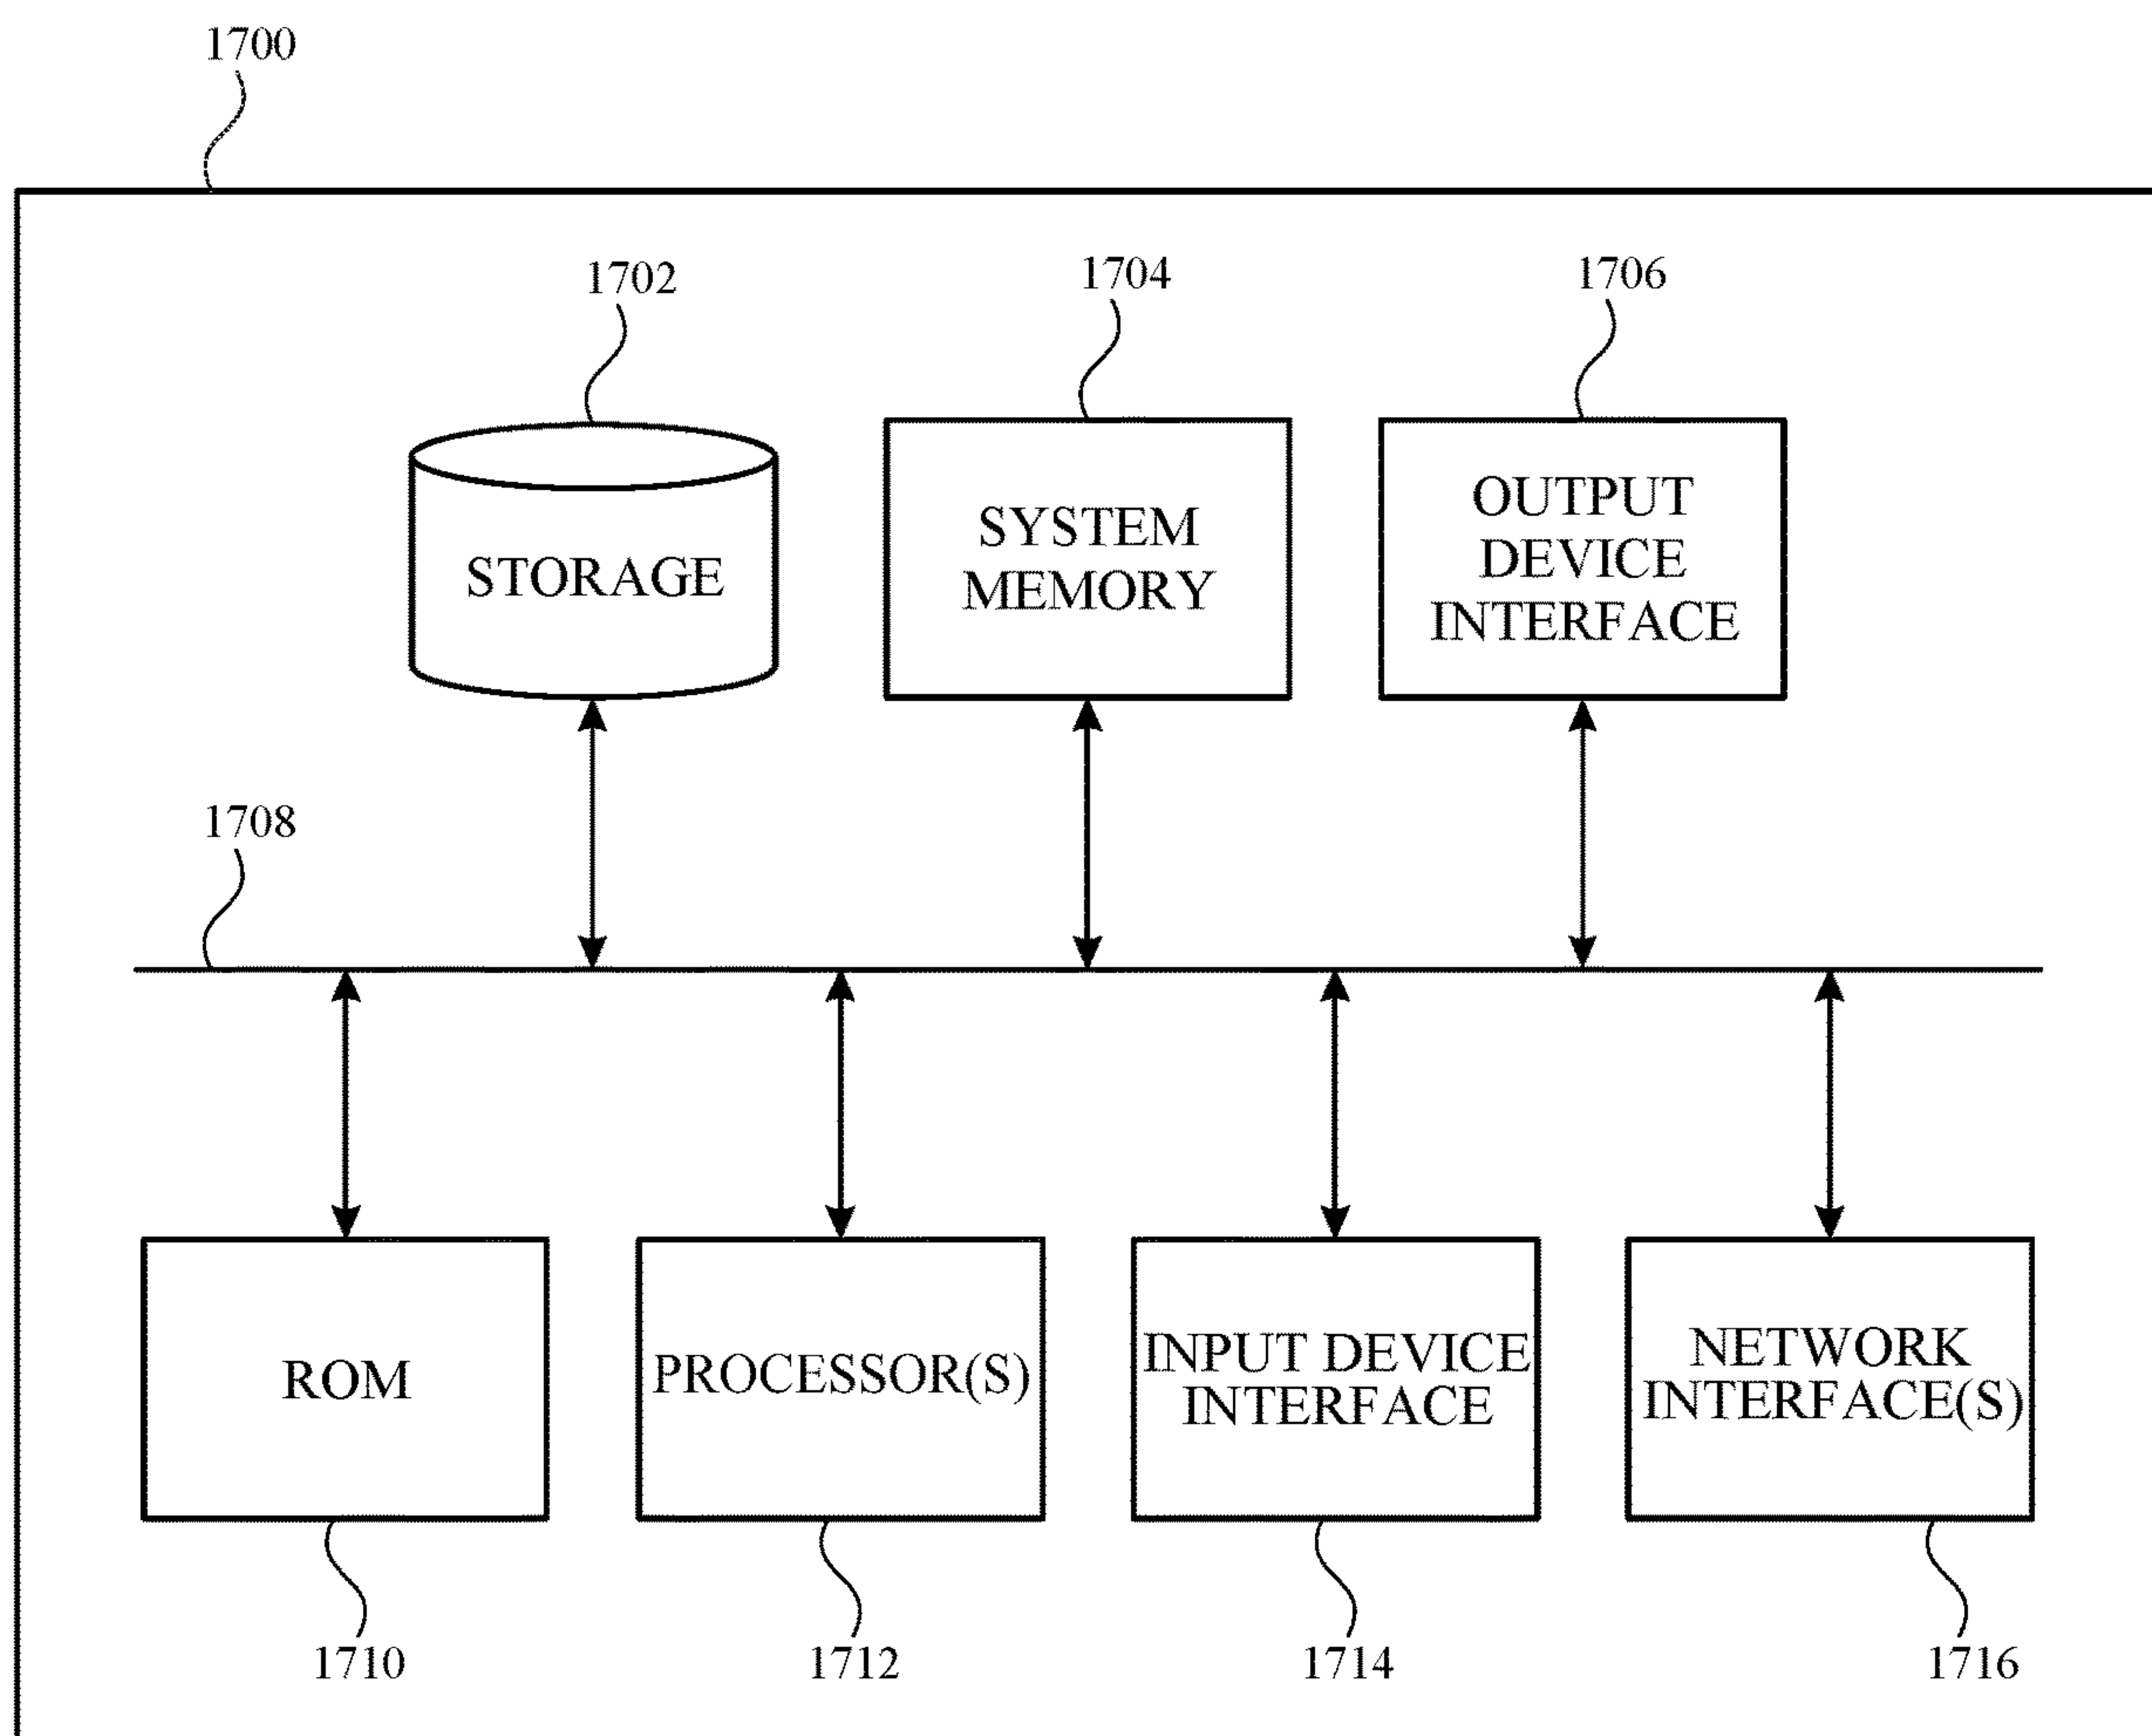 1700
1702
1704
1706
STORAGE
SYSTEM
MEMORY
OUTPUT
DEVICE
INTERFACE
1708
ROM
PROCESSOR(S)
INPUT DEVICE
INTERFACE
NETWORK
INTERFACE(S)
1710
1712
1714
1716